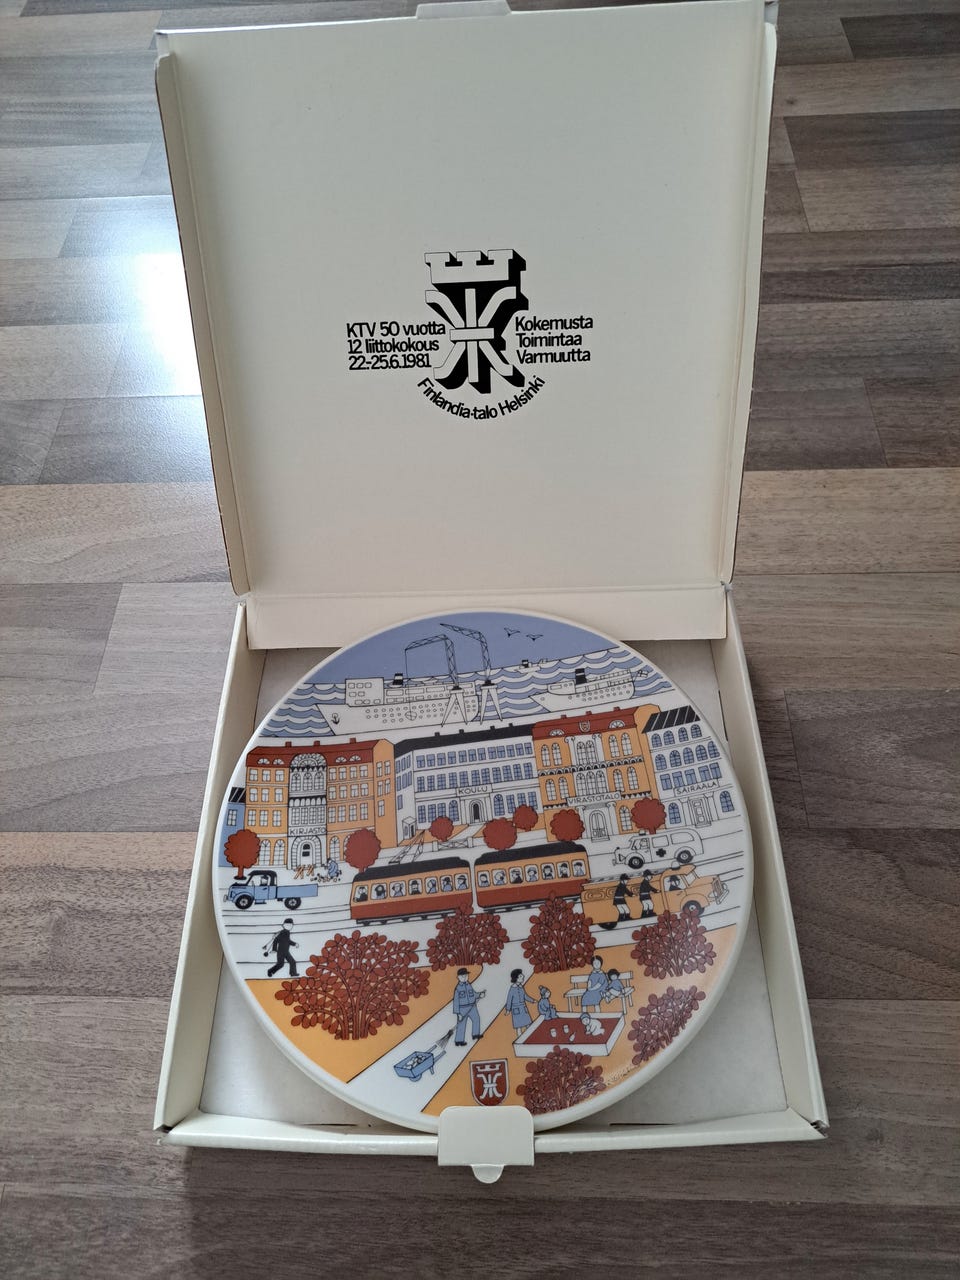 KTV 50 vuotta
12 liittokokous
22-25.6.1981
Kokemusta
Toimintaa
Varmuutta
Finlandia-talo Helsinki
KIRJASTO
KOULU
VIRASTOTALO
SAIRAALA